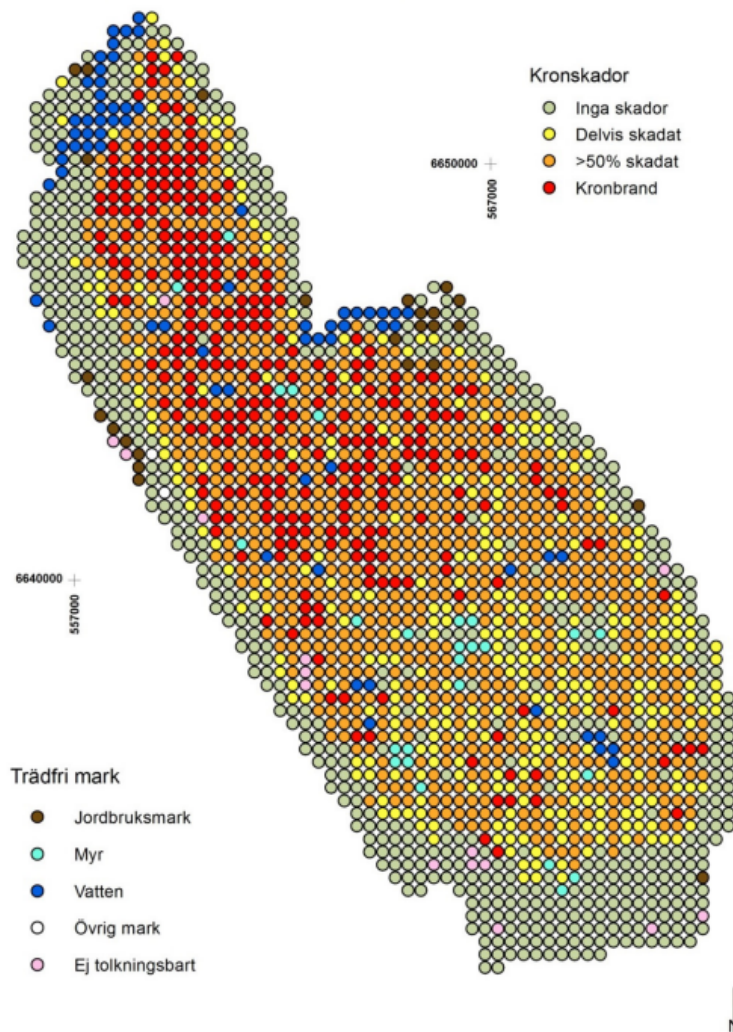 Kronskador
Inga skador
Delvis skadat
>50% skadat
Kronbrand
6650000
567000
6640000
557000
Trädfri mark
Jordbruksmark
Myr
Vatten
Övrig mark
Ej tolkningsbart
N